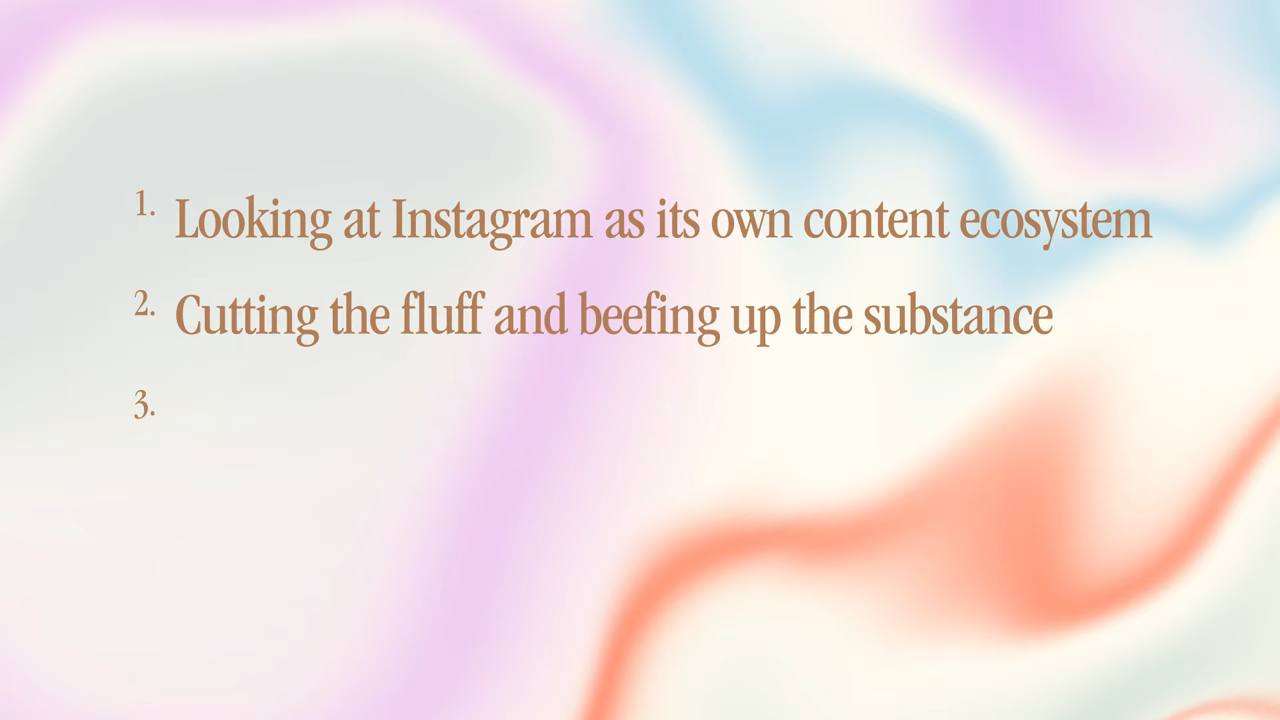 1. Looking at Instagram as its own content ecosystem
2. Cutting the fluff and beefing up the substance
3.